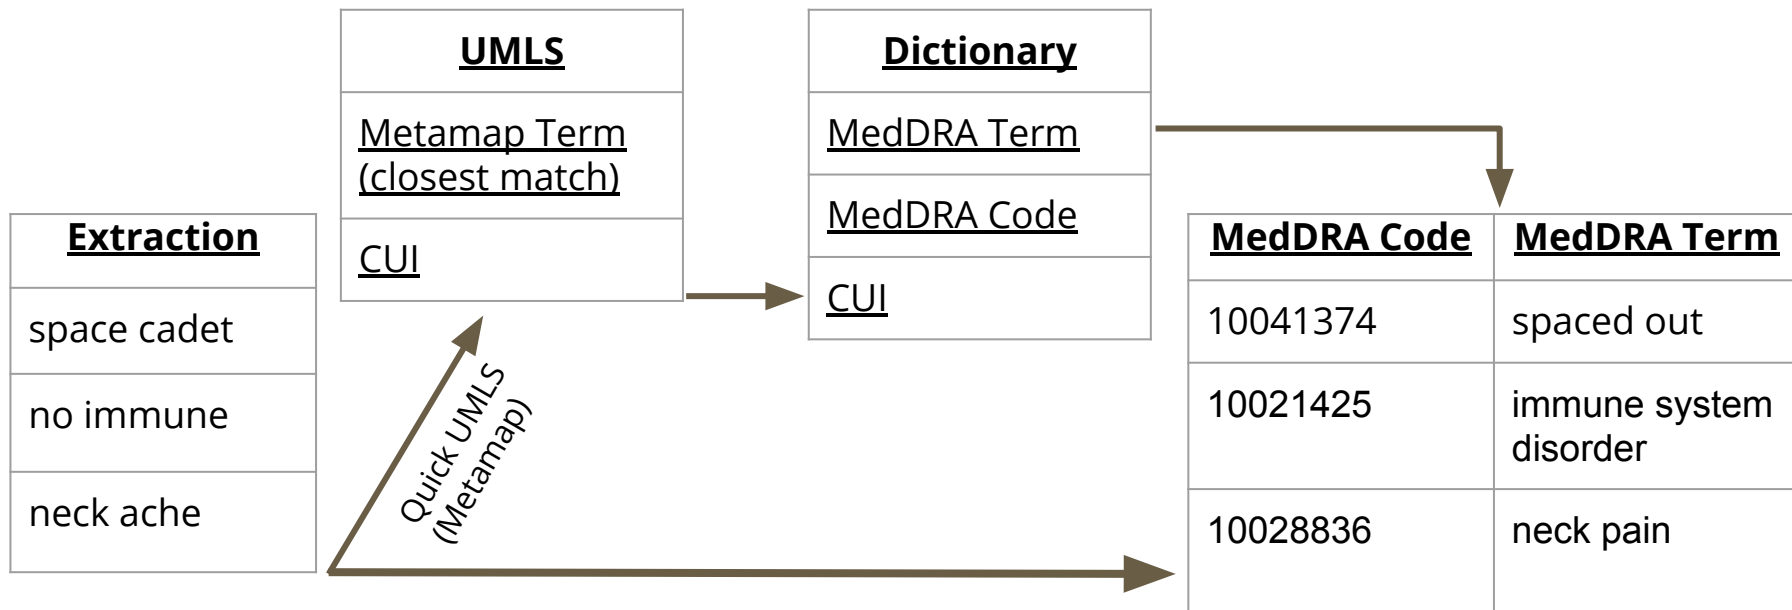 UMLS
Metamap Term
(closest match)
CUI
Dictionary
MedDRA Term
MedDRA Code
CUI
Extraction
space cadet
no immune
neck ache
Quick UMLS
(Metamap)
MedDRA Code MedDRA Term
10041374 spaced out
10021425 immune system
disorder
10028836 neck pain